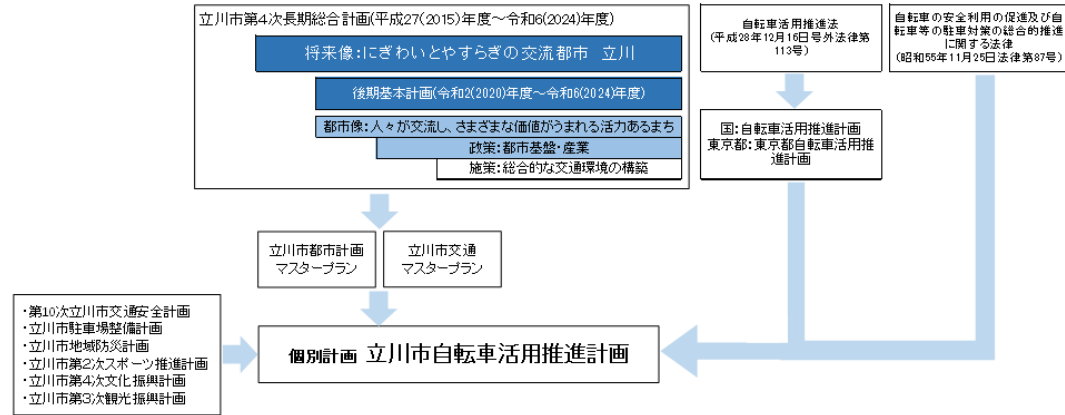 立川市第4次長期総合計画(平成27(2015)年度～令和6(2024)年度)
将来像：にぎわいとやすらぎの交流都市　立川
後期基本計画(令和2(2020)年度～令和6(2024)年度)
都市像：人々が交流し、さまざまな価値がうまれる活力あるまち
政策：都市基盤・産業
施策：総合的な交通環境の構築
自転車活用推進法
(平成28年12月16日号外法律第
113号)
自転車の安全利用の促進及び自
転車等の駐車対策の総合的推進
に関する法律
(昭和55年11月25日法律第87号)
国：自転車活用推進計画
東京都：東京都自転車活用推
進計画
立川市都市計画
マスタープラン
立川市交通
マスタープラン
・第10次立川市交通安全計画
・立川市駐車場整備計画
・立川市地域防災計画
・立川市第2次スポーツ推進計画
・立川市第4次文化振興計画
・立川市第3次観光振興計画
個別計画 立川市自転車活用推進計画